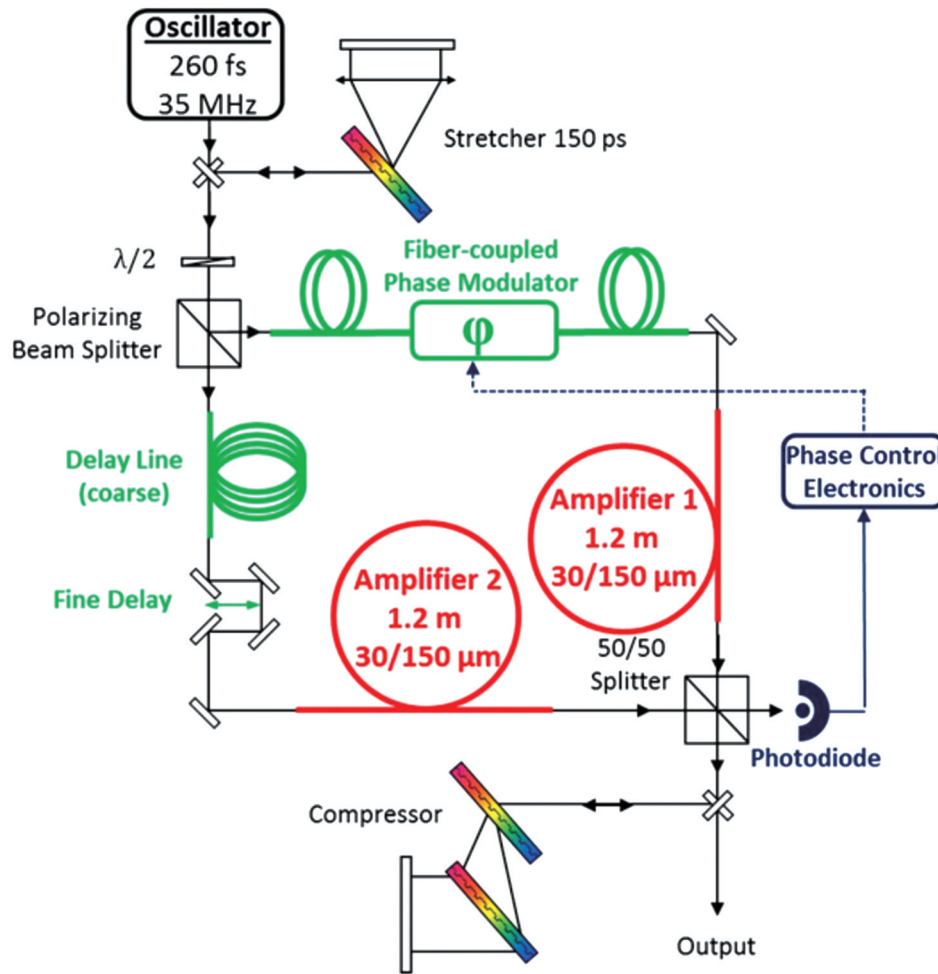 Oscillator
260 fs
35 MHz
Stretcher 150 ps
λ/2
Fiber-coupled
Phase Modulator
φ
Polarizing
Beam Splitter
Delay Line
(coarse)
Phase Control
Electronics
Amplifier 1
1.2 m
30/150 µm
Amplifier 2
1.2 m
30/150 µm
Fine Delay
50/50
Splitter
Photodiode
Compressor
Output